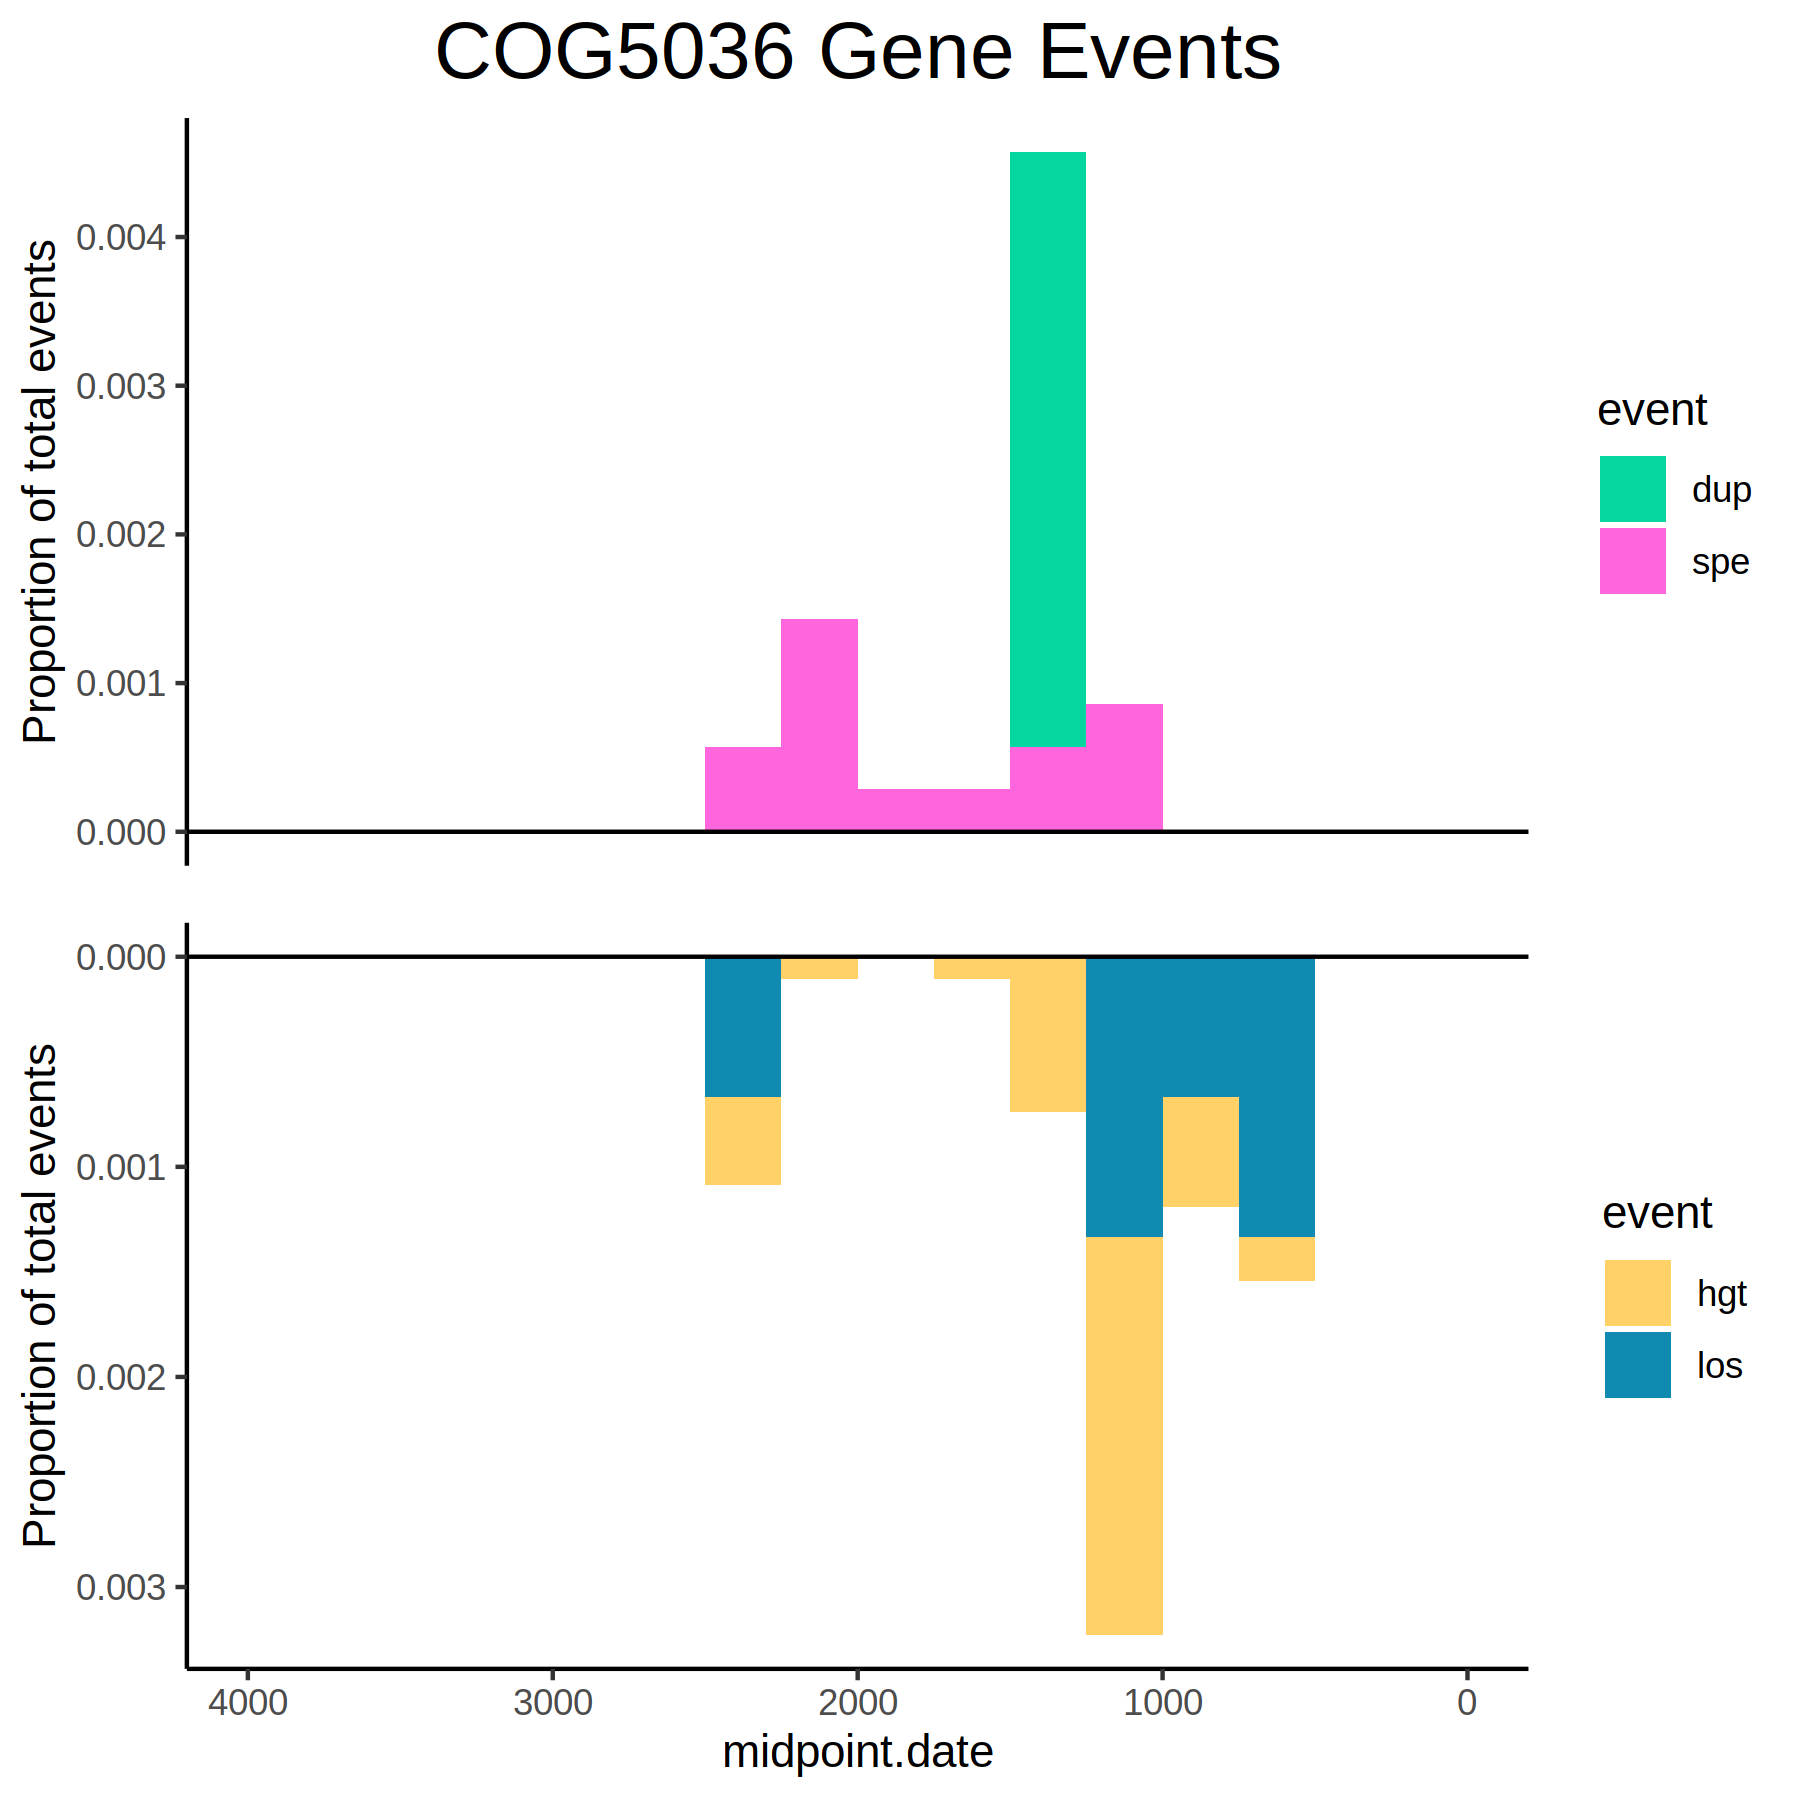 COG5036 Gene Events
Proportion of total events
0.004
0.003
0.002
0.001
0.000
event
dup
spe
Proportion of total events
0.000
0.001
0.002
0.003
event
hgt
los
4000 3000 2000 1000 0
midpoint.date